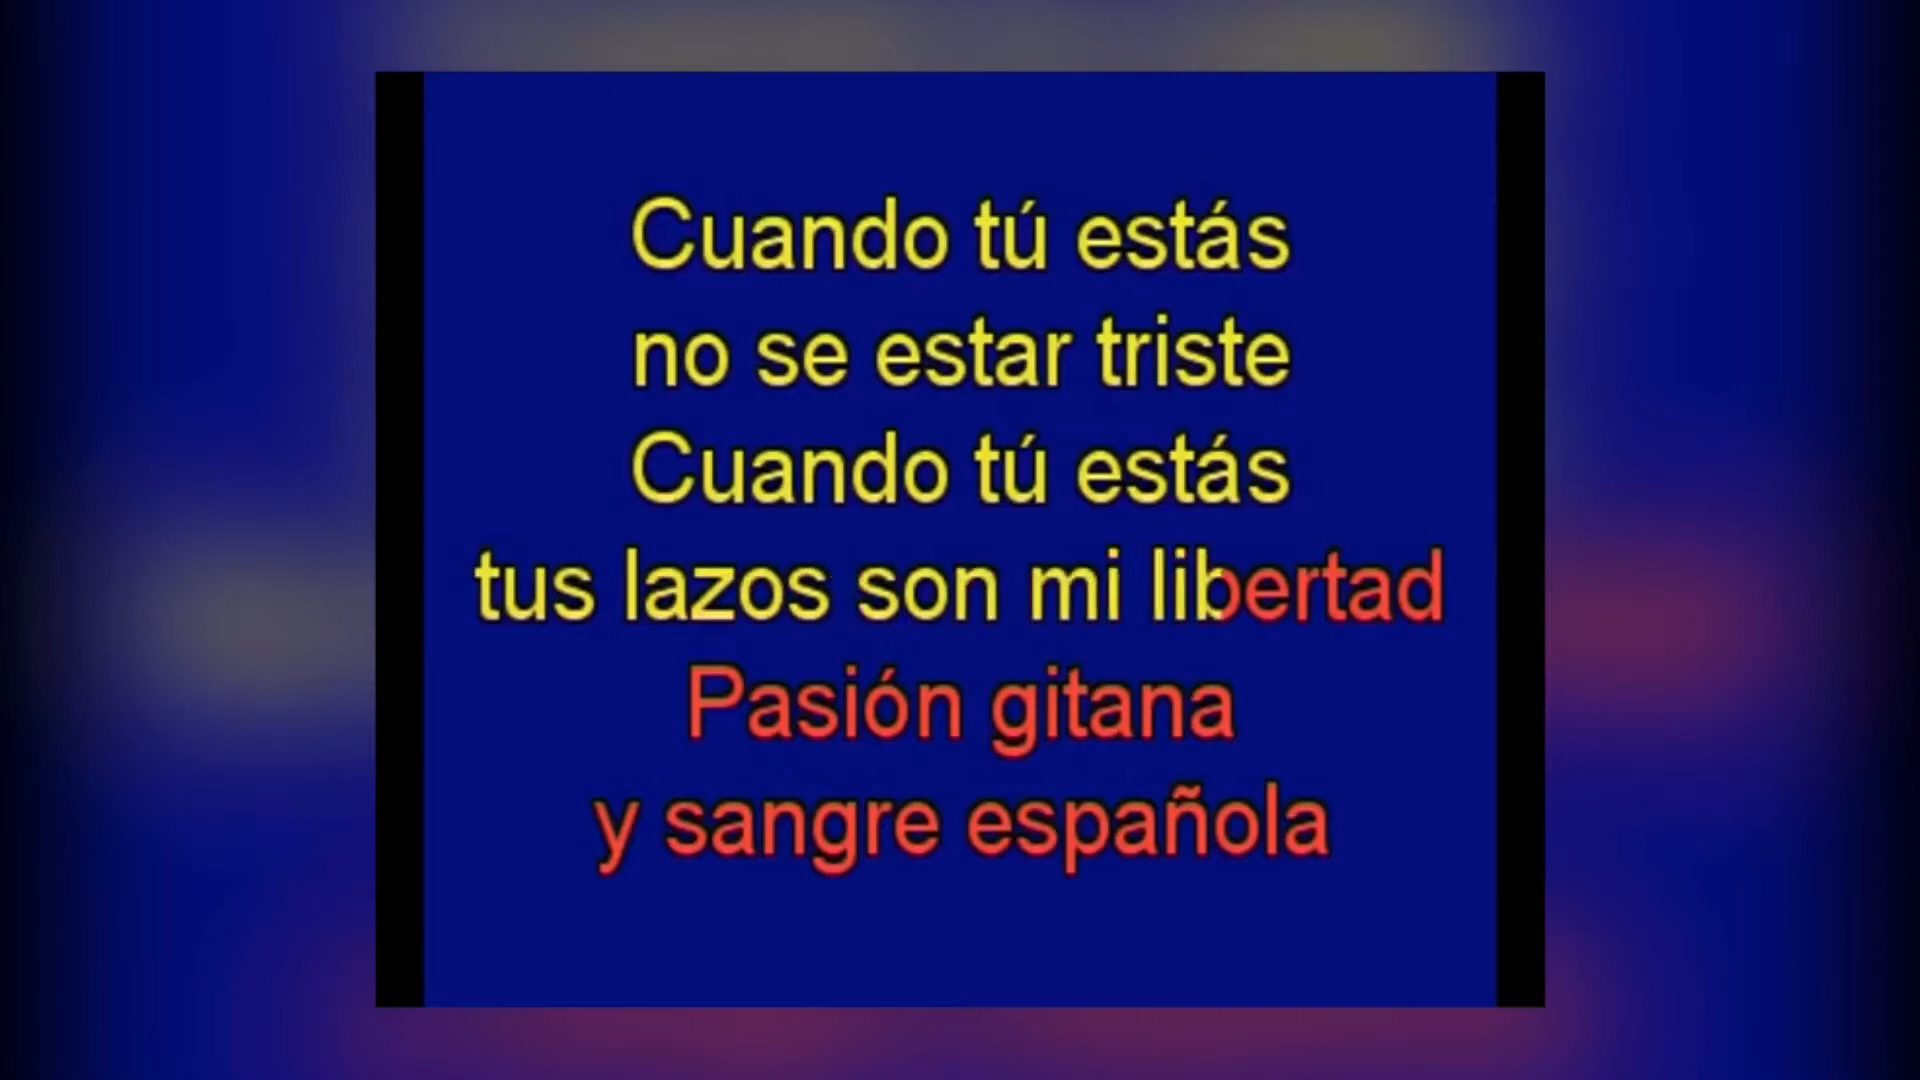 Cuando tú estás
no se estar triste
Cuando tú estás
tus lazos son mi libertad
Pasión gitana
y sangre española